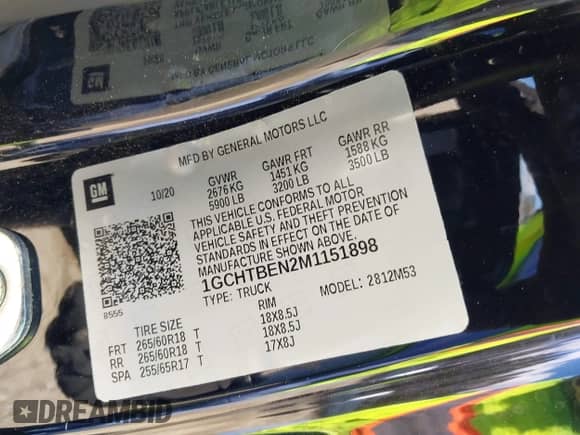 MFD BY GENERAL MOTORS LLC
GM
10/20
GVWR GAWR FRT GAWR RR
2676 KG 1451 KG 1588 KG
5900 LB 3200 LB 3500 LB
THIS VEHICLE CONFORMS TO ALL
APPLICABLE U.S. FEDERAL MOTOR
VEHICLE SAFETY AND THEFT PREVENTION
STANDARDS IN EFFECT ON THE DATE OF
MANUFACTURE SHOWN ABOVE.
1GCHTBEN2M1151898
8555
TYPE: TRUCK MODEL: 2812M53
TIRE SIZE RIM
FRT 265/60R18 T 18X8.5J
RR 265/60R18 T 18X8.5J
SPA 255/65R17 T 17X8J
DREAMBID